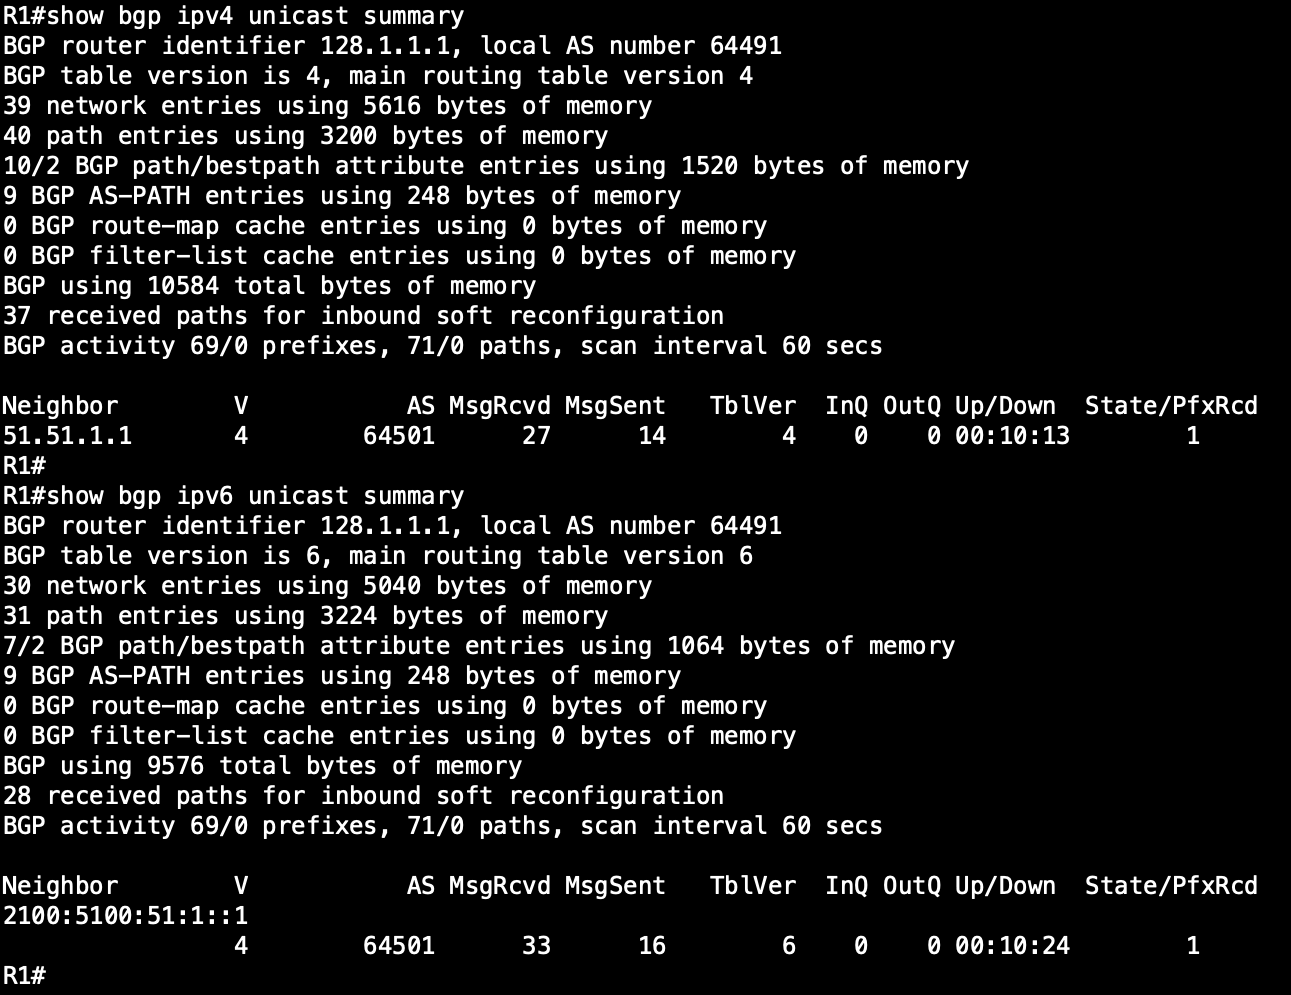 R1#show bgp ipv4 unicast summary
BGP router identifier 128.1.1.1, local AS number 64491
BGP table version is 4, main routing table version 4
39 network entries using 5616 bytes of memory
40 path entries using 3200 bytes of memory
10/2 BGP path/bestpath attribute entries using 1520 bytes of memory
9 BGP AS-PATH entries using 248 bytes of memory
0 BGP route-map cache entries using 0 bytes of memory
0 BGP filter-list cache entries using 0 bytes of memory
BGP using 10584 total bytes of memory
37 received paths for inbound soft reconfiguration
BGP activity 69/0 prefixes, 71/0 paths, scan interval 60 secs

Neighbor        V           AS MsgRcvd MsgSent   TblVer  InQ OutQ Up/Down  State/PfxRcd
51.51.1.1       4        64501      27      14        4    0    0 00:10:13        1
R1#
R1#show bgp ipv6 unicast summary
BGP router identifier 128.1.1.1, local AS number 64491
BGP table version is 6, main routing table version 6
30 network entries using 5040 bytes of memory
31 path entries using 3224 bytes of memory
7/2 BGP path/bestpath attribute entries using 1064 bytes of memory
9 BGP AS-PATH entries using 248 bytes of memory
0 BGP route-map cache entries using 0 bytes of memory
0 BGP filter-list cache entries using 0 bytes of memory
BGP using 9576 total bytes of memory
28 received paths for inbound soft reconfiguration
BGP activity 69/0 prefixes, 71/0 paths, scan interval 60 secs

Neighbor        V           AS MsgRcvd MsgSent   TblVer  InQ OutQ Up/Down  State/PfxRcd
2100:5100:51:1::1
                4        64501      33      16        6    0    0 00:10:24        1
R1#